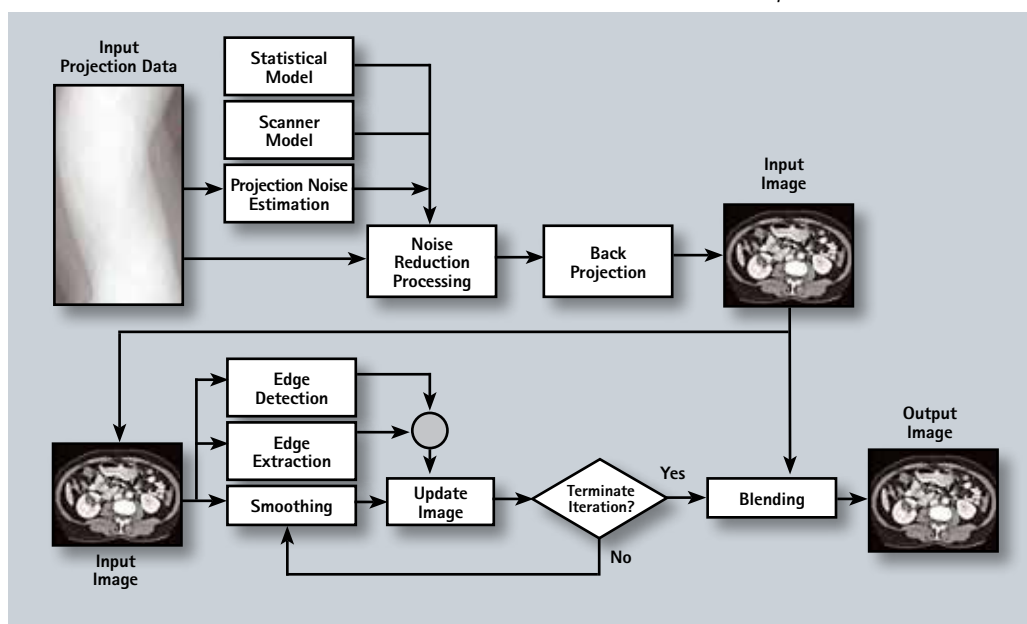 Input
Projection Data
Statistical
Model
Scanner
Model
Projection Noise
Estimation
Noise
Reduction
Processing
Back
Projection
Input
Image
Edge
Detection
Edge
Extraction
Smoothing
Update
Image
Terminate
Iteration?
Yes
No
Blending
Output
Image
Input
Image